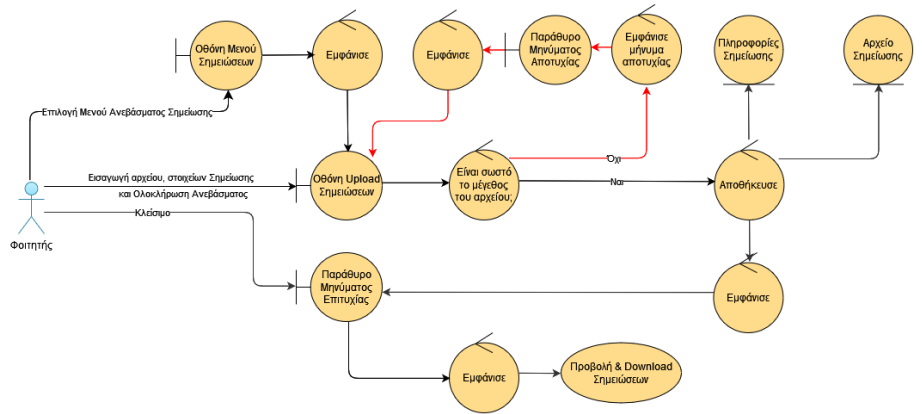 Οθόνη Μενού
Σημειώσεων
Εμφάνισε
Εμφάνισε
Παράθυρο
Μηνύματος
Αποτυχίας
Εμφάνισε
μήνυμα
αποτυχίας
Πληροφορίες
Σημείωσης
Αρχείο
Σημείωσης
Επιλογή Μενού Ανεβάσματος Σημείωσης
Εισαγωγή αρχείου, στοιχείων Σημείωσης
και Ολοκλήρωση Ανεβάσματος
Κλείσιμο
Φοιτητής
Οθόνη Upload
Σημειώσεων
Είναι σωστό
το μέγεθος
του αρχείου;
Όχι
Ναι
Αποθήκευσε
Παράθυρο
Μηνύματος
Επιτυχίας
Εμφάνισε
Εμφάνισε
Προβολή & Download
Σημειώσεων